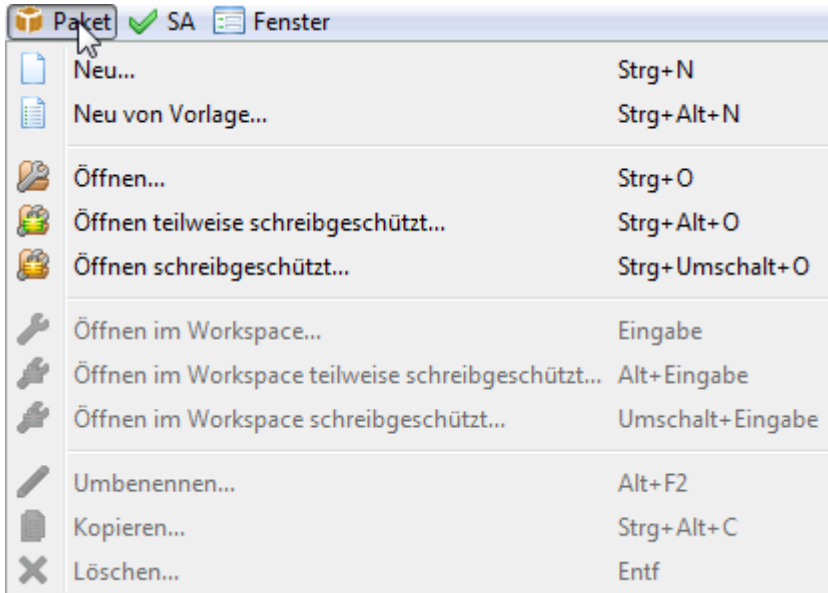 Paket SA Fenster
Neu... Strg+N
Neu von Vorlage... Strg+Alt+N
Öffnen... Strg+O
Öffnen teilweise schreibgeschützt... Strg+Alt+O
Öffnen schreibgeschützt... Strg+Umschalt+O
Öffnen im Workspace... Eingabe
Öffnen im Workspace teilweise schreibgeschützt... Alt+Eingabe
Öffnen im Workspace schreibgeschützt... Umschalt+Eingabe
Umbenennen... Alt+F2
Kopieren... Strg+Alt+C
Löschen... Entf